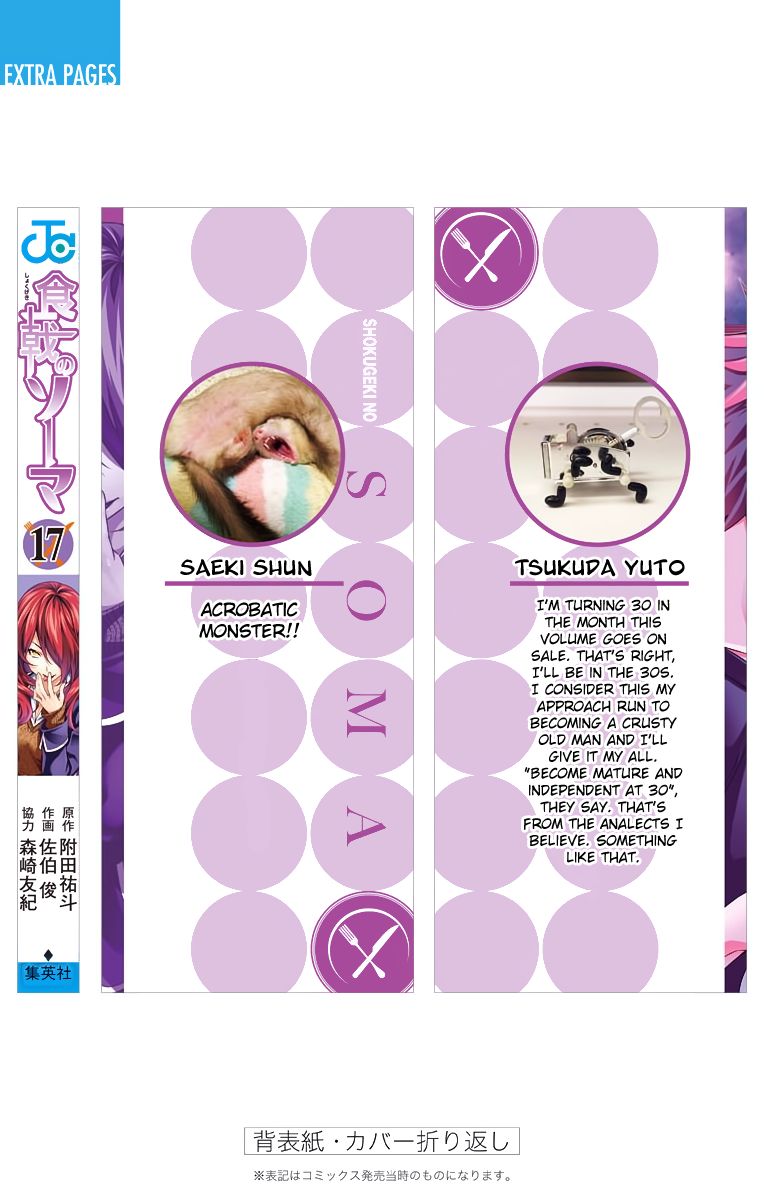 EXTRA PAGES
食戟のソーマ
しょくげき
17
原作 附田祐斗
作画 佐伯俊
協力 森崎友紀
集英社
SHOKUGEKI NO
SOMA
SAEKI SHUN
ACROBATIC
MONSTER!!
TSUKUDA YUTO
I'M TURNING 30 IN
THE MONTH THIS
VOLUME GOES ON
SALE. THAT'S RIGHT,
I'LL BE IN THE 30S.
I CONSIDER THIS MY
APPROACH RUN TO
BECOMING A CRUSTY
OLD MAN AND I'LL
GIVE IT MY ALL.
"BECOME MATURE AND
INDEPENDENT AT 30",
THEY SAY. THAT'S
FROM THE ANALECTS I
BELIEVE. SOMETHING
LIKE THAT.
背表紙・カバー折り返し
※表記はコミックス発売当時のものになります。